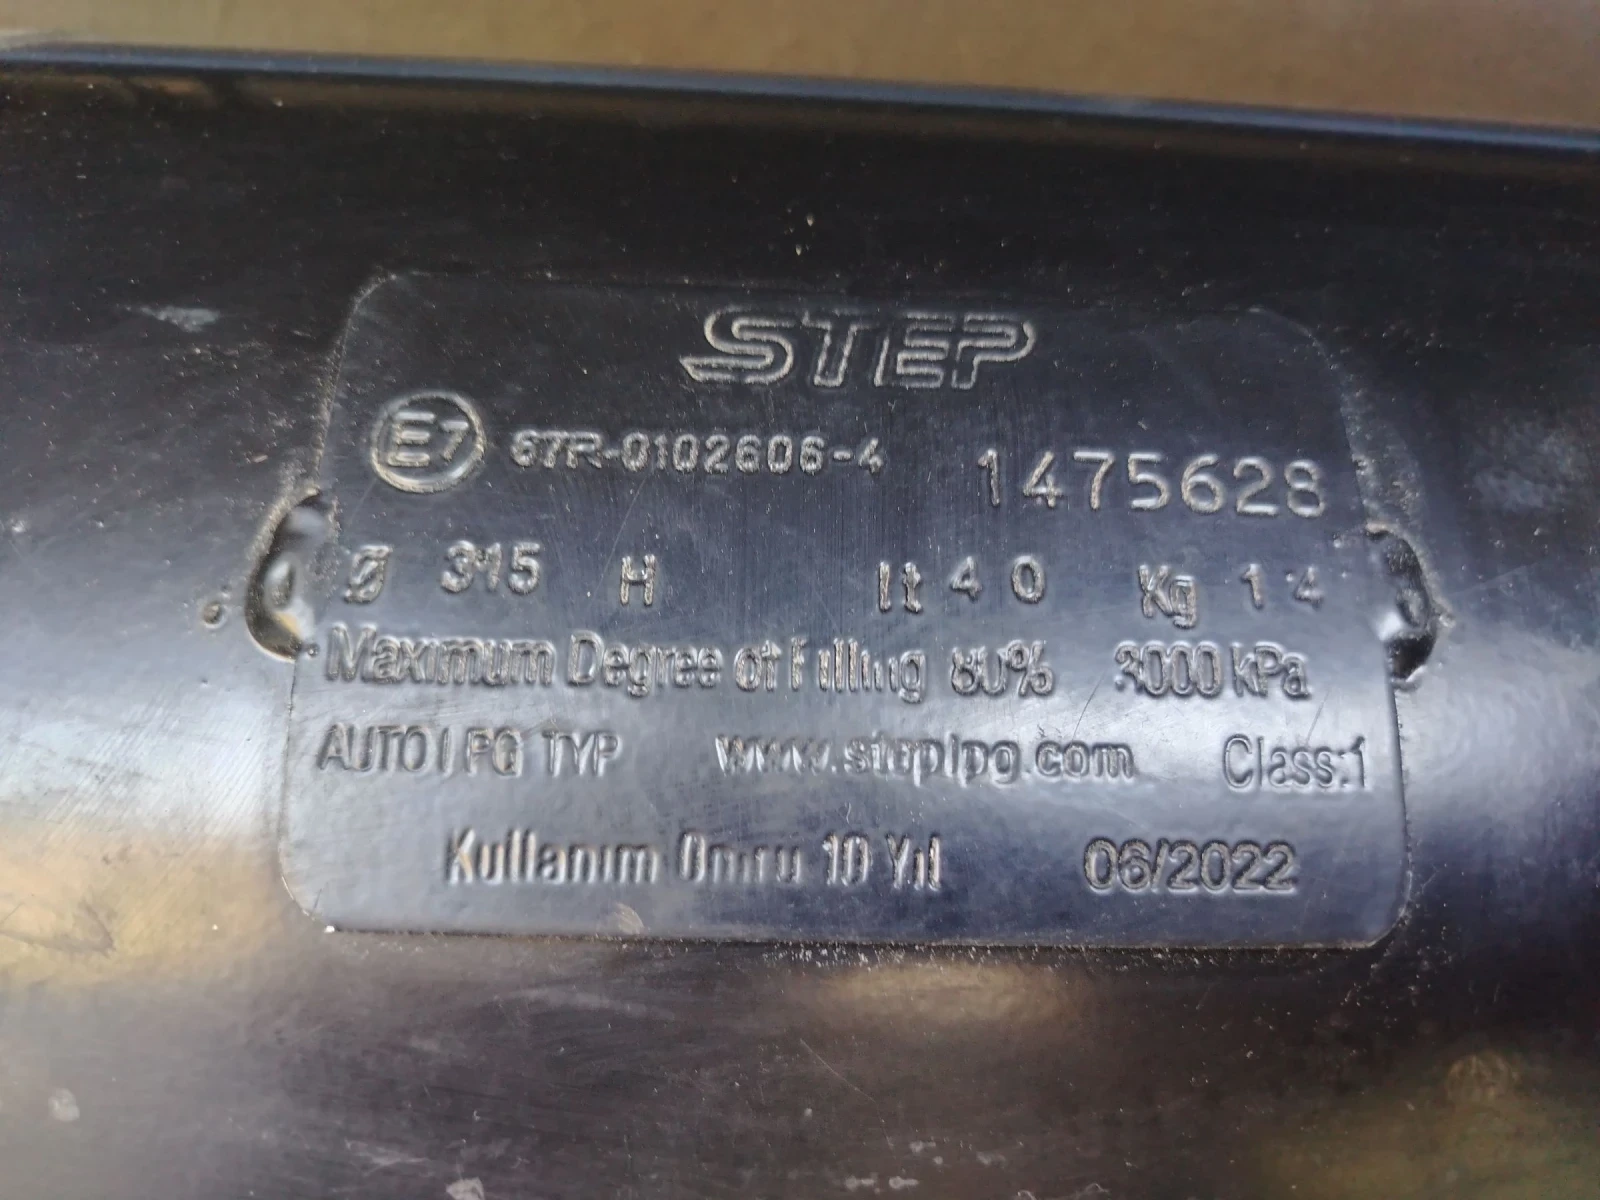 STEP
E7 67R-0102606-4 1475628
Ø 315 H lt 40 Kg 14
Maximum Degree of Filling 80% 3000 kPa
AUTO LPG TYP www.steplpg.com Class:1
Kullanım Ömrü 10 Yıl 06/2022